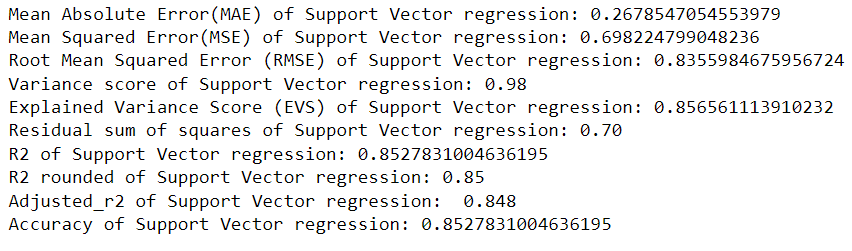 Mean Absolute Error(MAE) of Support Vector regression: 0.2678547054553979
Mean Squared Error(MSE) of Support Vector regression: 0.698224799048236
Root Mean Squared Error (RMSE) of Support Vector regression: 0.8355984675956724
Variance score of Support Vector regression: 0.98
Explained Variance Score (EVS) of Support Vector regression: 0.856561113910232
Residual sum of squares of Support Vector regression: 0.70
R2 of Support Vector regression: 0.8527831004636195
R2 rounded of Support Vector regression: 0.85
Adjusted_r2 of Support Vector regression:  0.848
Accuracy of Support Vector regression: 0.8527831004636195